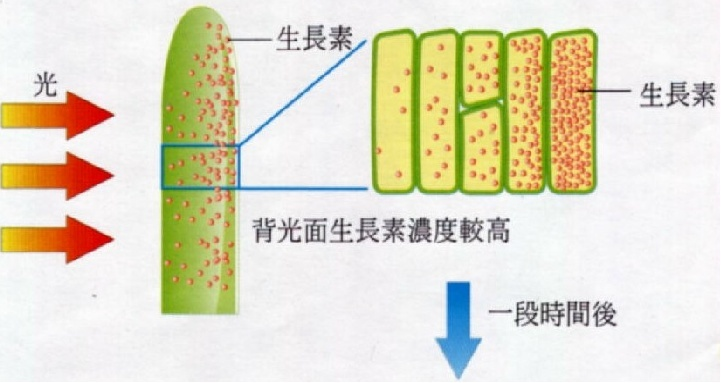 生長素
光
生長素
背光面生長素濃度較高
一段時間後